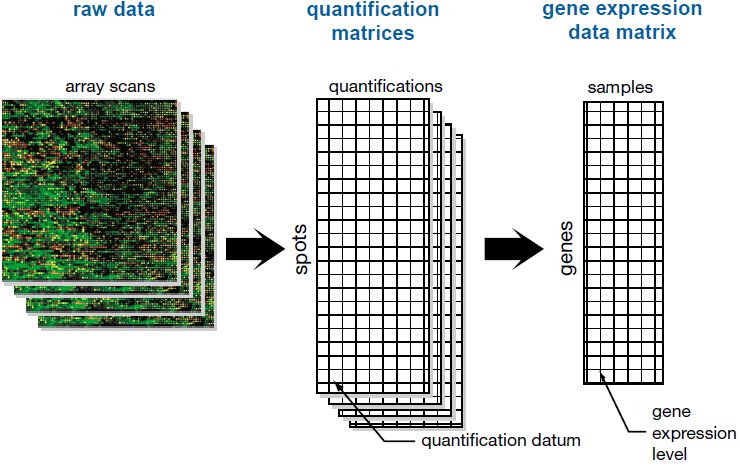 raw data
quantification
matrices
gene expression
data matrix
array scans
quantifications
samples
spots
genes
quantification datum
gene
expression
level